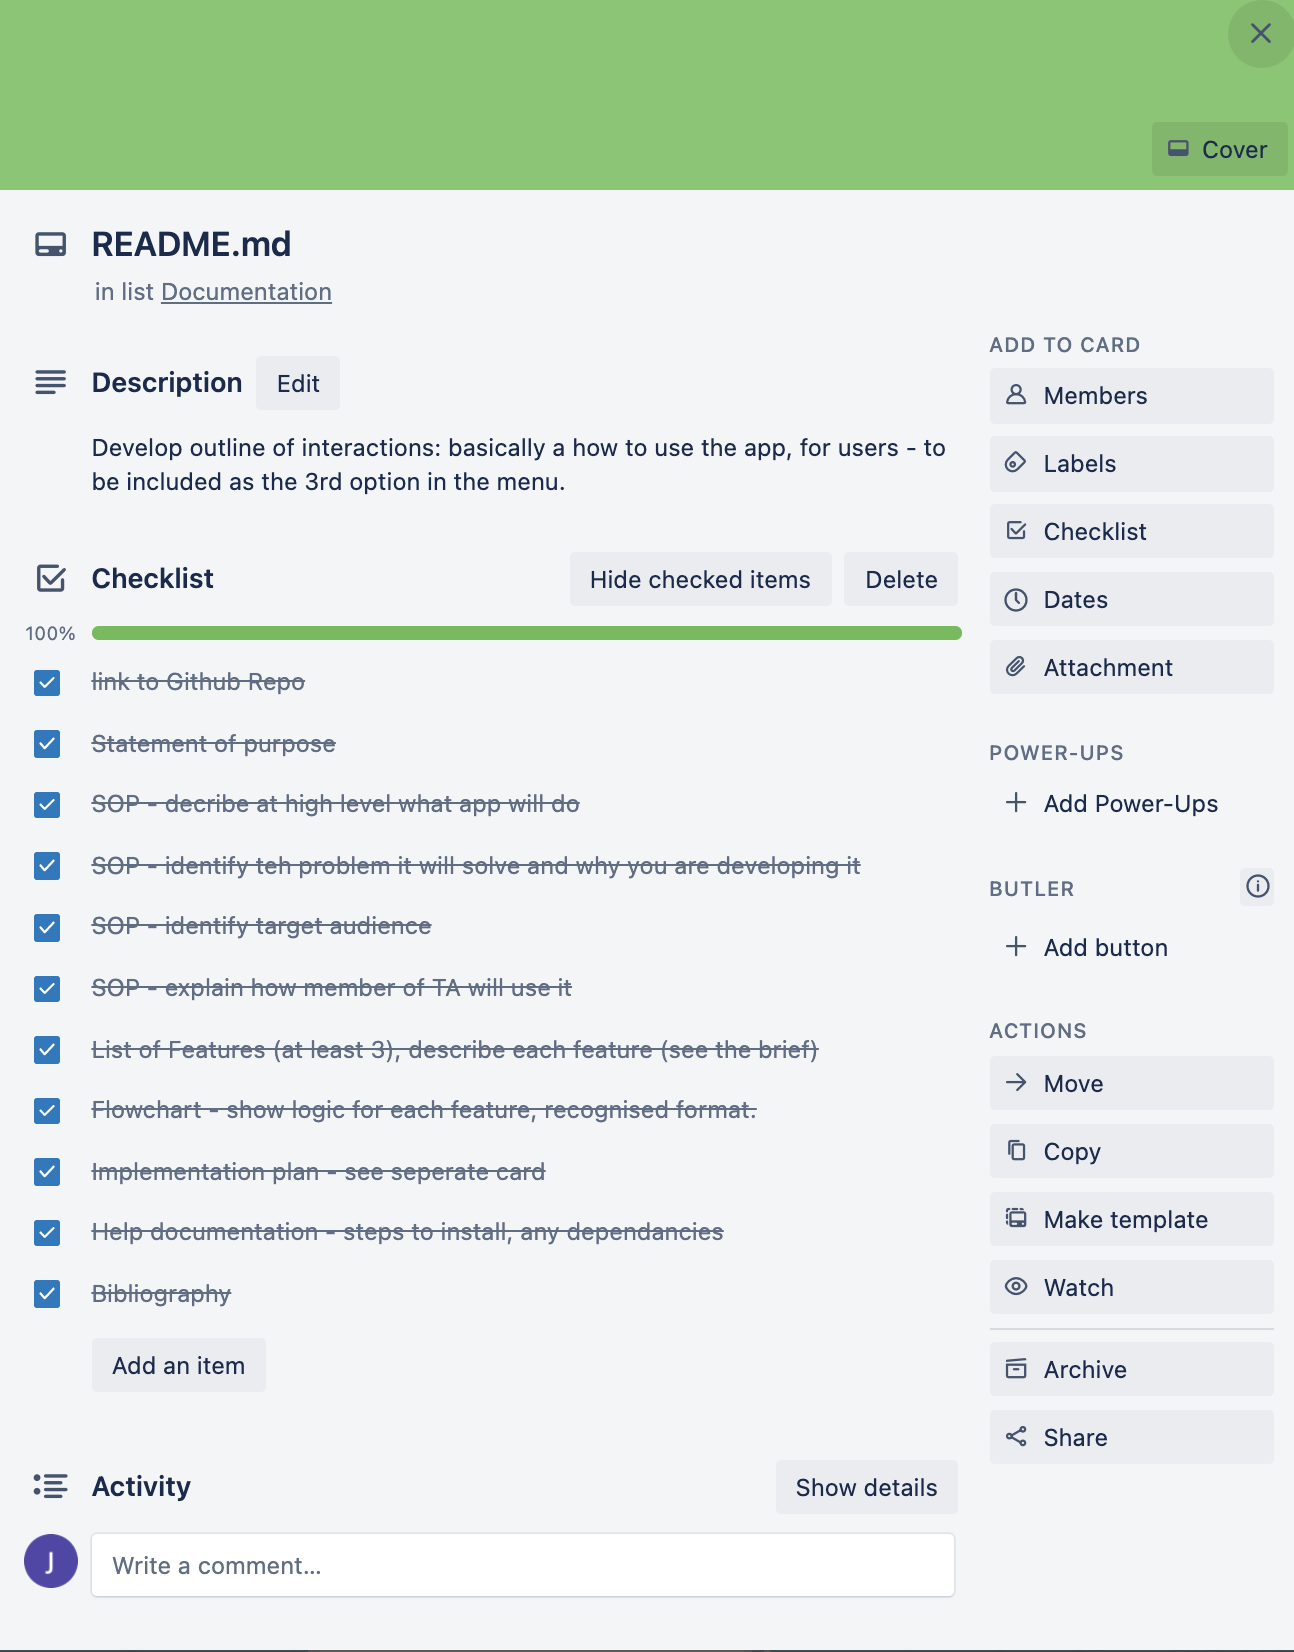 Cover
README.md
in list Documentation
Description
Edit
Develop outline of interactions: basically a how to use the app, for users - to
be included as the 3rd option in the menu.
Checklist
Hide checked items
Delete
100%
link to Github Repo
Statement of purpose
SOP - decribe at high level what app will do
SOP - identify teh problem it will solve and why you are developing it
SOP - identify target audience
SOP - explain how member of TA will use it
List of Features (at least 3), describe each feature (see the brief)
Flowchart - show logic for each feature, recognised format.
Implementation plan - see seperate card
Help documentation - steps to install, any dependancies
Bibliography
Add an item
Activity
Show details
J
Write a comment...
ADD TO CARD
Members
Labels
Checklist
Dates
Attachment
POWER-UPS
Add Power-Ups
BUTLER
Add button
ACTIONS
Move
Copy
Make template
Watch
Archive
Share